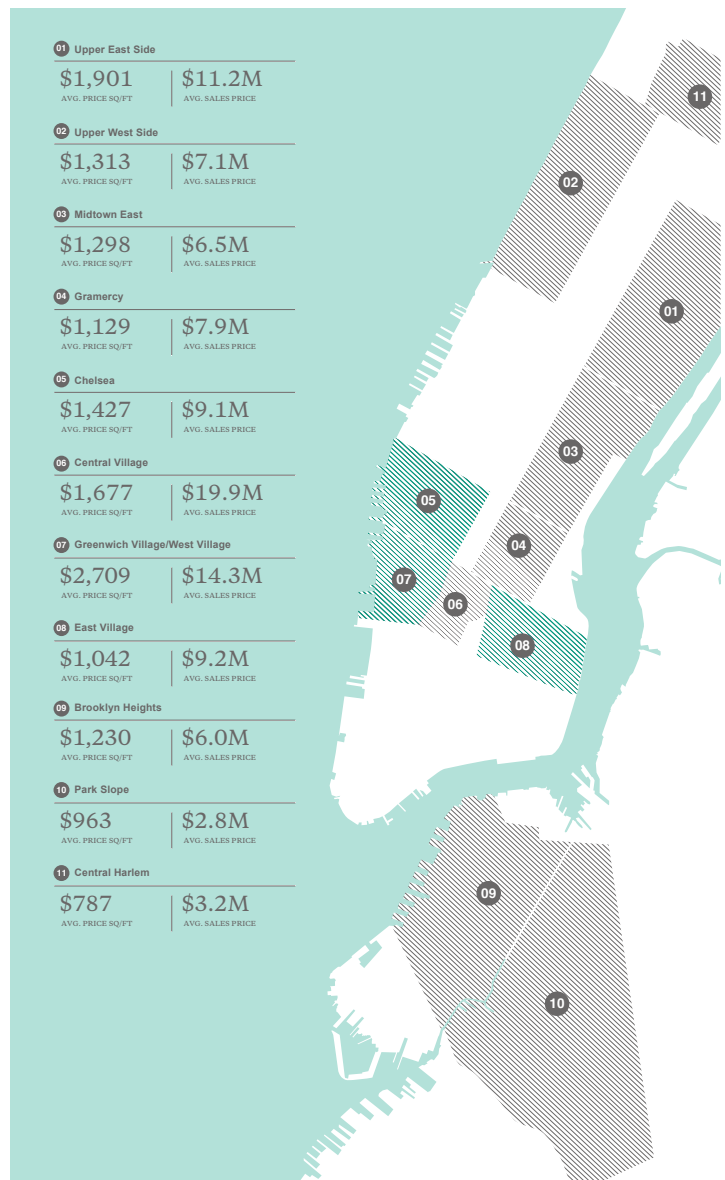 01 Upper East Side
$1,901 $11.2M
AVG. PRICE SQ/FT AVG. SALES PRICE
02 Upper West Side
$1,313 $7.1M
AVG. PRICE SQ/FT AVG. SALES PRICE
03 Midtown East
$1,298 $6.5M
AVG. PRICE SQ/FT AVG. SALES PRICE
04 Gramercy
$1,129 $7.9M
AVG. PRICE SQ/FT AVG. SALES PRICE
05 Chelsea
$1,427 $9.1M
AVG. PRICE SQ/FT AVG. SALES PRICE
06 Central Village
$1,677 $19.9M
AVG. PRICE SQ/FT AVG. SALES PRICE
07 Greenwich Village/West Village
$2,709 $14.3M
AVG. PRICE SQ/FT AVG. SALES PRICE
08 East Village
$1,042 $9.2M
AVG. PRICE SQ/FT AVG. SALES PRICE
09 Brooklyn Heights
$1,230 $6.0M
AVG. PRICE SQ/FT AVG. SALES PRICE
10 Park Slope
$963 $2.8M
AVG. PRICE SQ/FT AVG. SALES PRICE
11 Central Harlem
$787 $3.2M
AVG. PRICE SQ/FT AVG. SALES PRICE
11
02
01
03
05
04
07
06
08
09
10